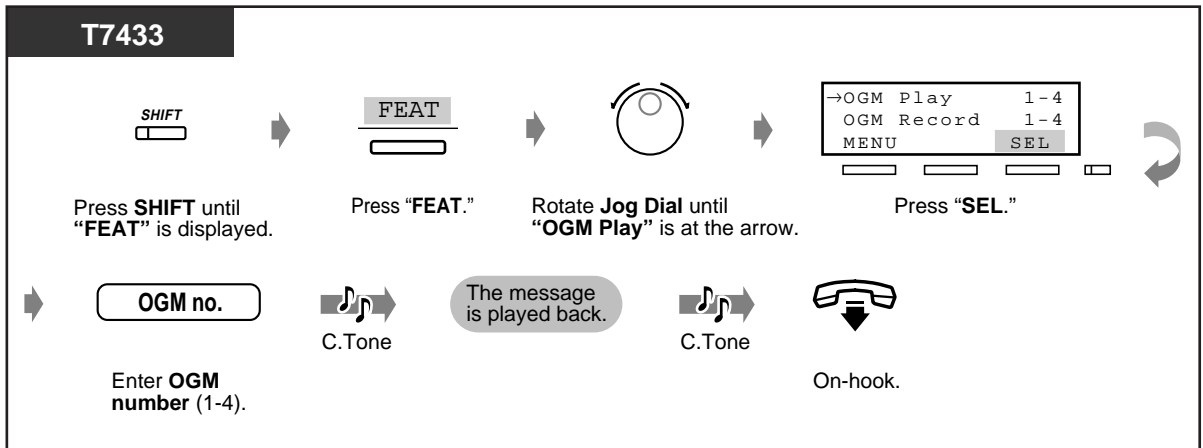 T7433
SHIFT
Press SHIFT until
“FEAT” is displayed.
FEAT
Press “FEAT.”
Rotate Jog Dial until
“OGM Play” is at the arrow.
→OGM Play 1-4
OGM Record 1-4
MENU SEL
Press “SEL.”
OGM no.
Enter OGM
number (1-4).
C.Tone
The message
is played back.
C.Tone
On-hook.